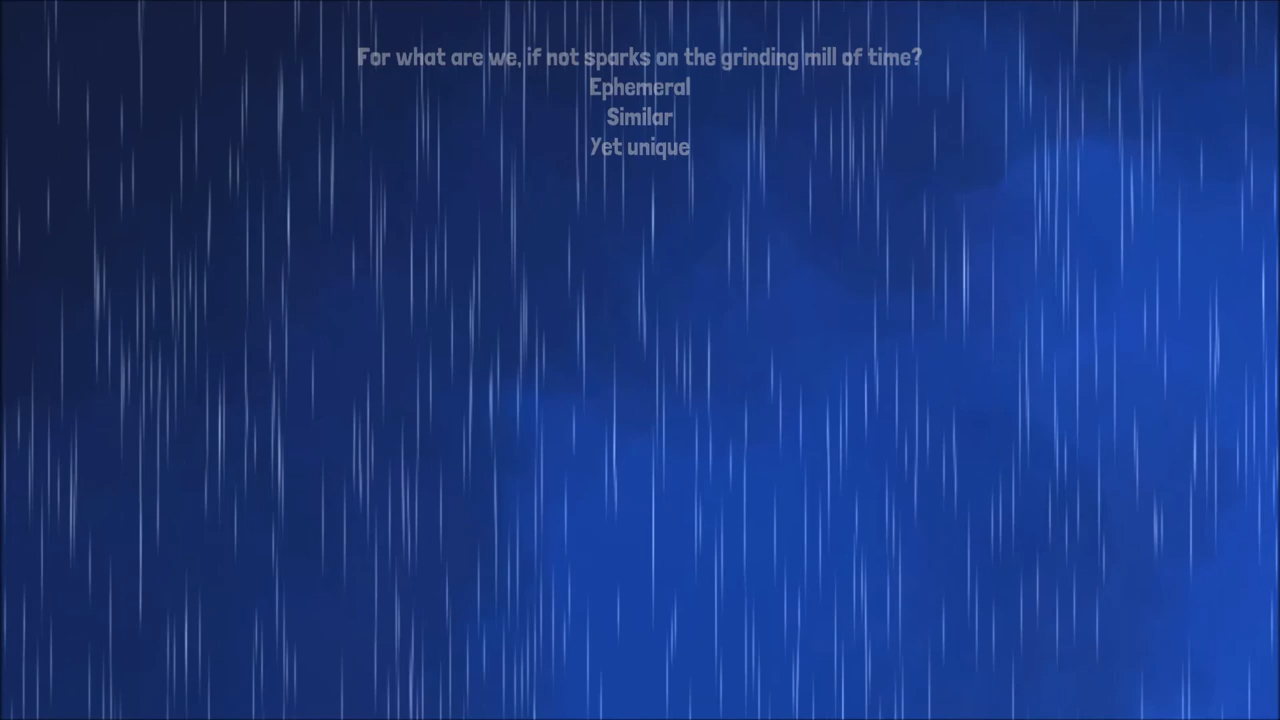 For what are we, if not sparks on the grinding mill of time?
Ephemeral
Similar
Yet unique